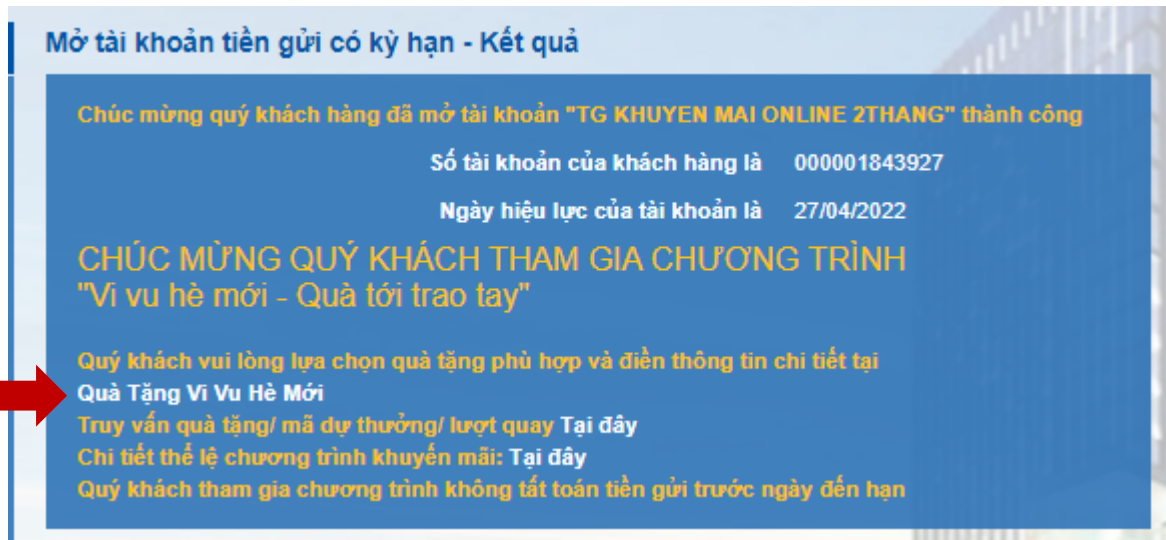 Mở tài khoản tiền gửi có kỳ hạn - Kết quả
Chúc mừng quý khách hàng đã mở tài khoản "TG KHUYEN MAI ONLINE 2THANG" thành công
Số tài khoản của khách hàng là 000001843927
Ngày hiệu lực của tài khoản là 27/04/2022
CHÚC MỪNG QUÝ KHÁCH THAM GIA CHƯƠNG TRÌNH
"Vi vu hè mới - Quà tới trao tay"
Quý khách vui lòng lựa chọn quà tặng phù hợp và điền thông tin chi tiết tại
Quà Tặng Vi Vu Hè Mới
Truy vấn quà tặng/ mã dự thưởng/ lượt quay Tại đây
Chi tiết thể lệ chương trình khuyến mãi: Tại đây
Quý khách tham gia chương trình không tất toán tiền gửi trước ngày đến hạn